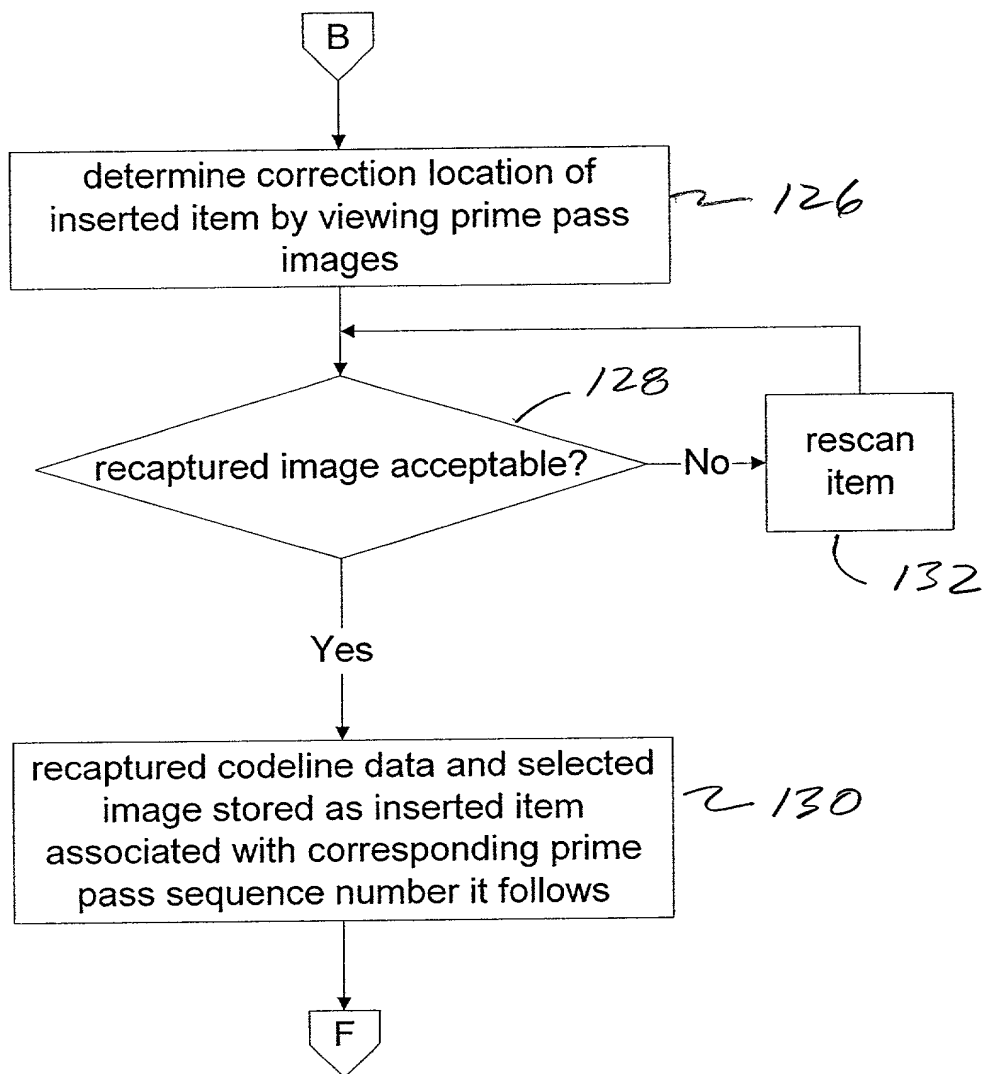 B
determine correction location of
inserted item by viewing prime pass
images
126
128
recaptured image acceptable?
No
rescan
item
132
Yes
recaptured codeline data and selected
image stored as inserted item
associated with corresponding prime
pass sequence number it follows
130
F